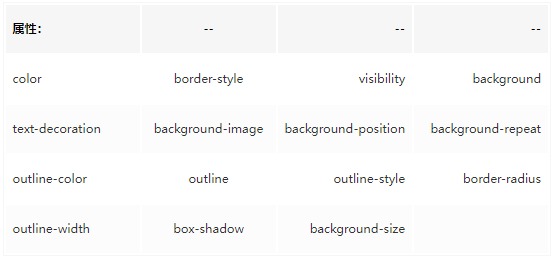 属性： -- -- --
color border-style visibility background
text-decoration background-image background-position background-repeat
outline-color outline outline-style border-radius
outline-width box-shadow background-size